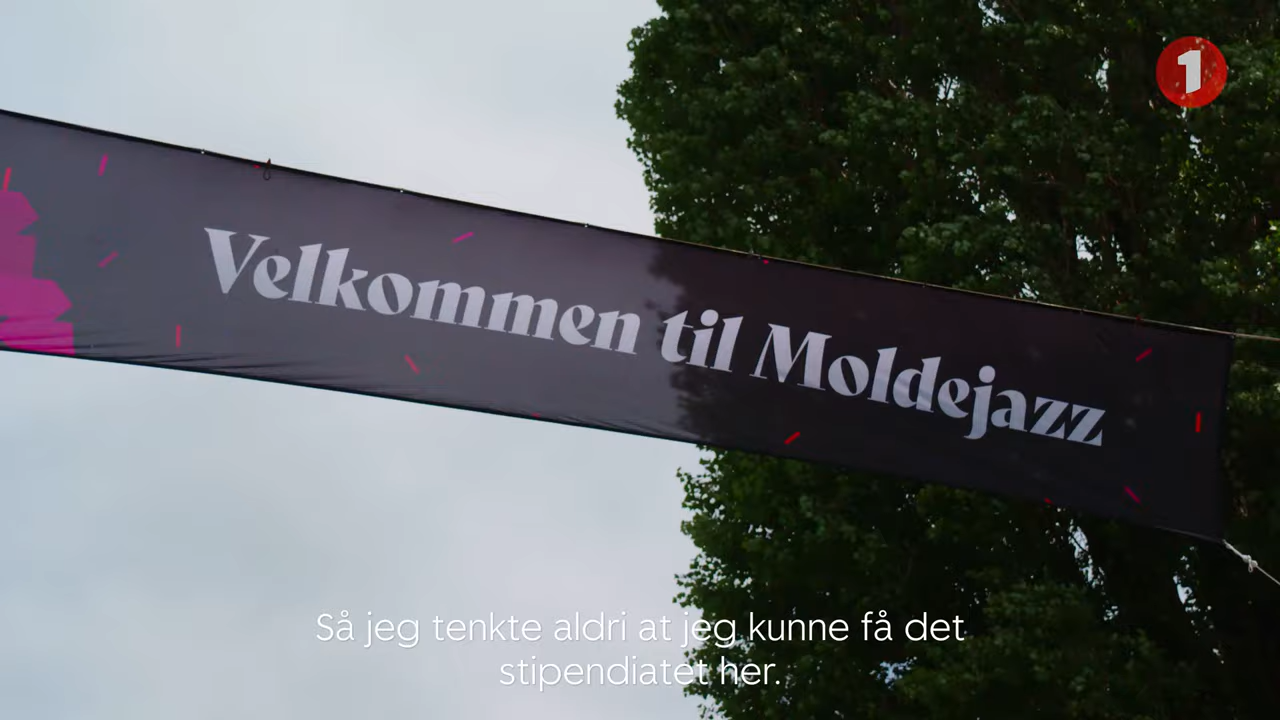 1
Velkommen til Moldejazz
Så jeg tenkte aldri at jeg kunne få det
stipendiatet her.